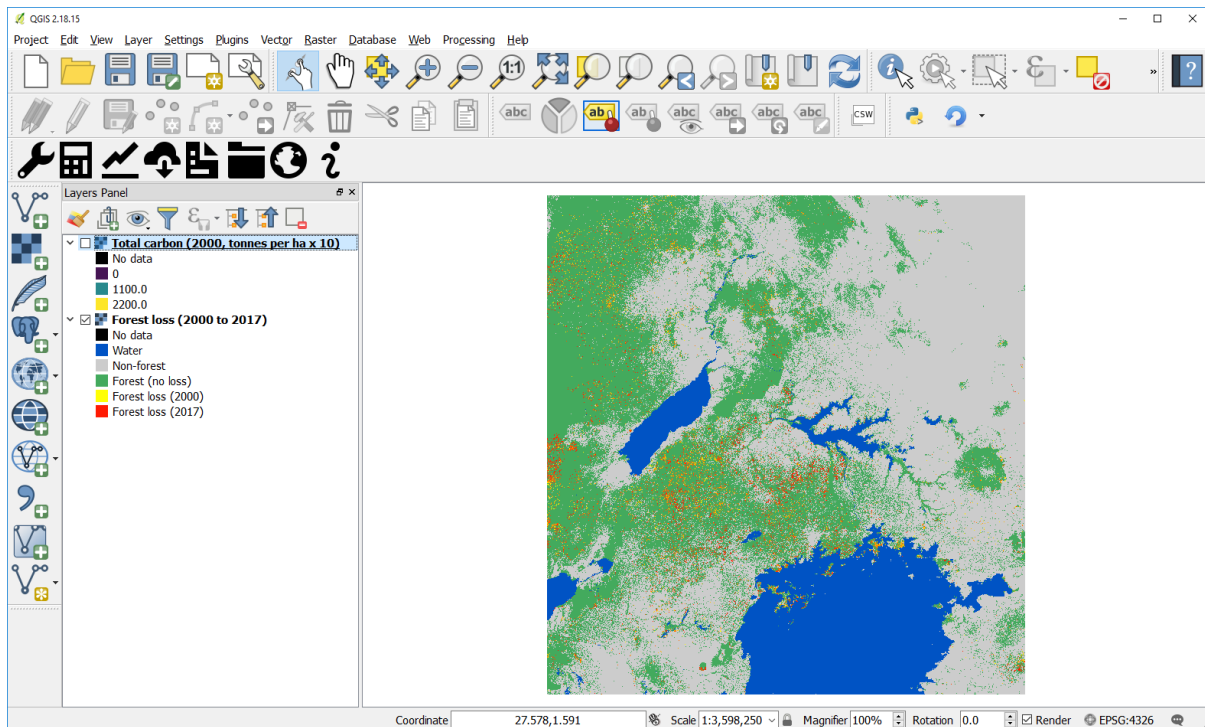 QGIS 2.18.15
Project Edit View Layer Settings Plugins Vector Raster Database Web Processing Help
1:1
»
?
abc ab ab abc abc abc abc CSW
Layers Panel
Total carbon (2000, tonnes per ha x 10)
No data
0
1100.0
2200.0
Forest loss (2000 to 2017)
No data
Water
Non-forest
Forest (no loss)
Forest loss (2000)
Forest loss (2017)
Coordinate 27.578,1.591 Scale 1:3,598,250 Magnifier 100% Rotation 0.0 Render EPSG:4326